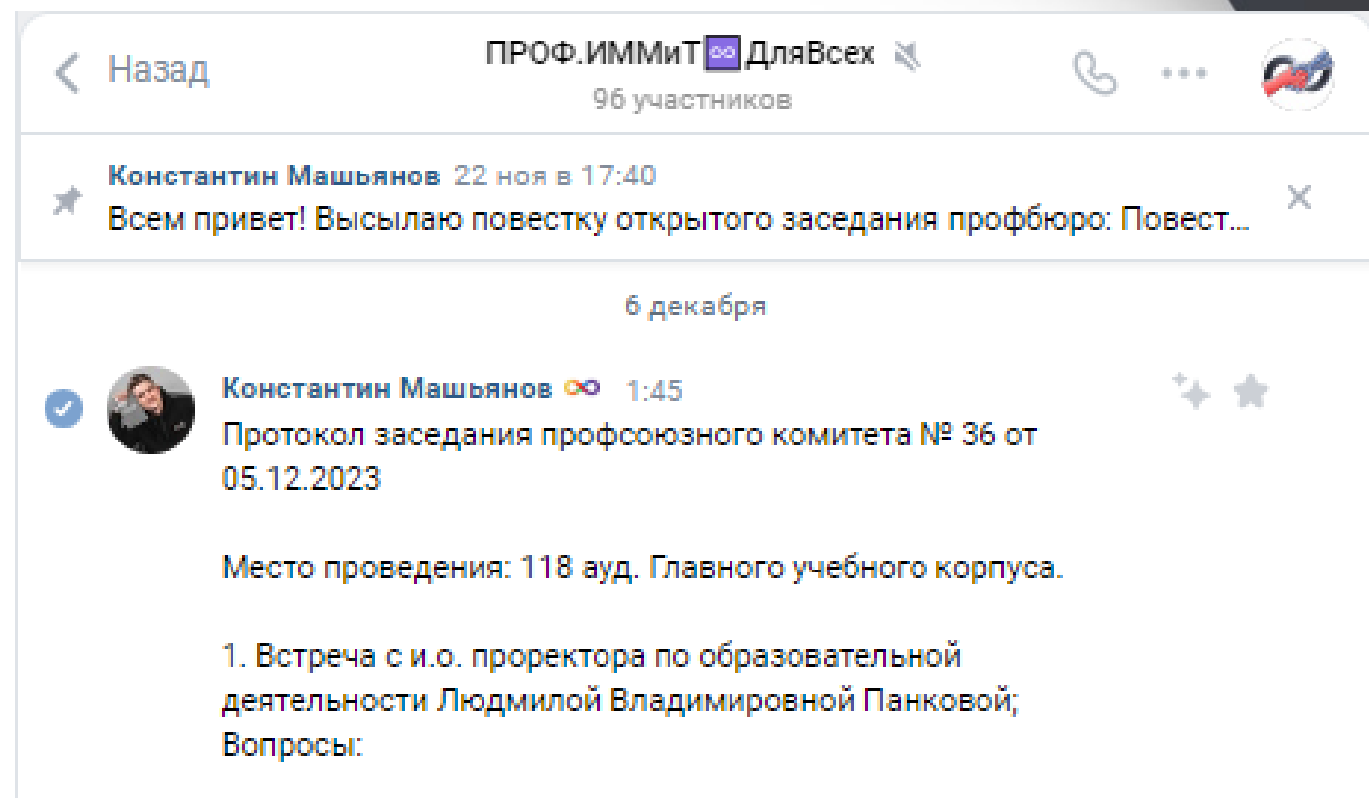 Назад
ПРОФ.ИММиТ♾ДляВсех
96 участников
Константин Машьянов 22 ноя в 17:40
Всем привет! Высылаю повестку открытого заседания профбюро: Повест...
6 декабря
Константин Машьянов 1:45
Протокол заседания профсоюзного комитета № 36 от
05.12.2023
Место проведения: 118 ауд. Главного учебного корпуса.
1. Встреча с и.о. проректора по образовательной
деятельности Людмилой Владимировной Панковой;
Вопросы: